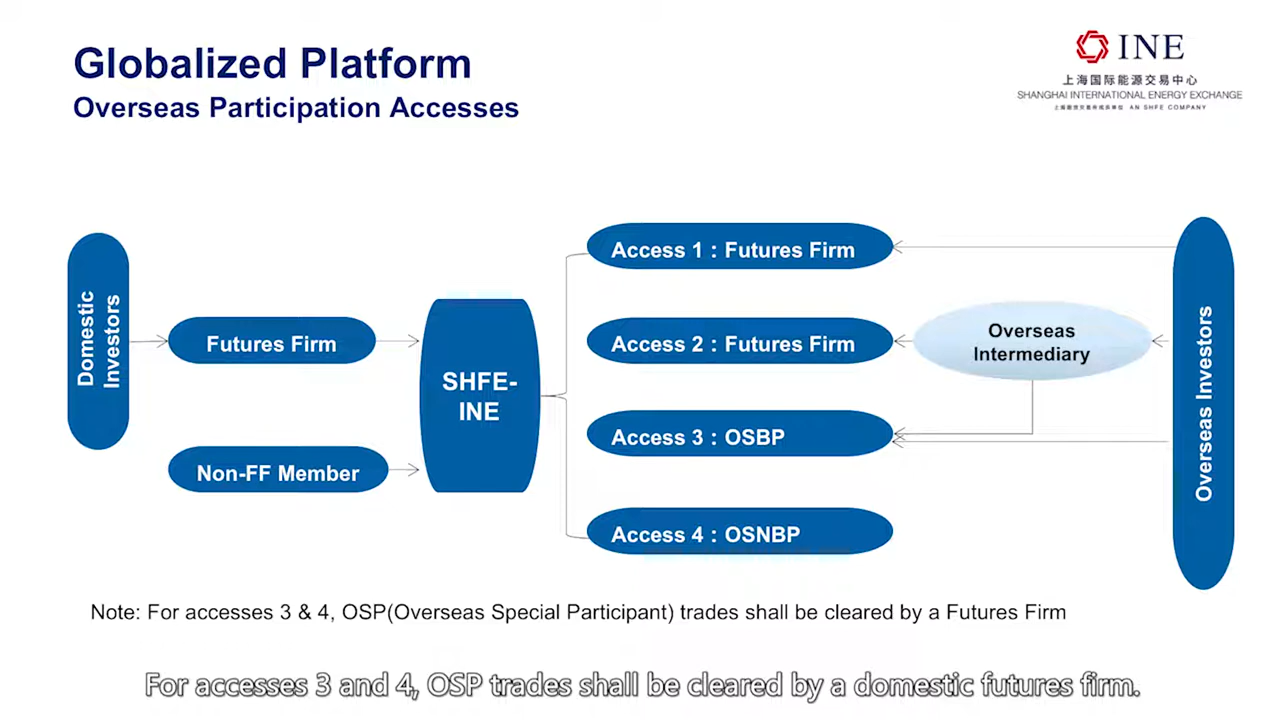 Globalized Platform
Overseas Participation Accesses
INE
上海国际能源交易中心
SHANGHAI INTERNATIONAL ENERGY EXCHANGE
AN SHFE COMPANY
Domestic
Investors
Futures Firm
Non-FF Member
SHFE-
INE
Access 1：Futures Firm
Access 2：Futures Firm
Access 3：OSBP
Access 4：OSNBP
Overseas
Intermediary
Overseas Investors
Note: For accesses 3 & 4, OSP(Overseas Special Participant) trades shall be cleared by a Futures Firm
For accesses 3 and 4, OSP trades shall be cleared by a domestic futures firm.